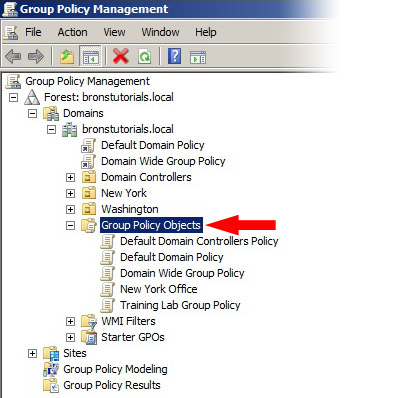 Group Policy Management
File Action View Window Help
Group Policy Management
Forest: bronstutorials.local
Domains
bronstutorials.local
Default Domain Policy
Domain Wide Group Policy
Domain Controllers
New York
Washington
Group Policy Objects
Default Domain Controllers Policy
Default Domain Policy
Domain Wide Group Policy
New York Office
Training Lab Group Policy
WMI Filters
Starter GPOs
Sites
Group Policy Modeling
Group Policy Results